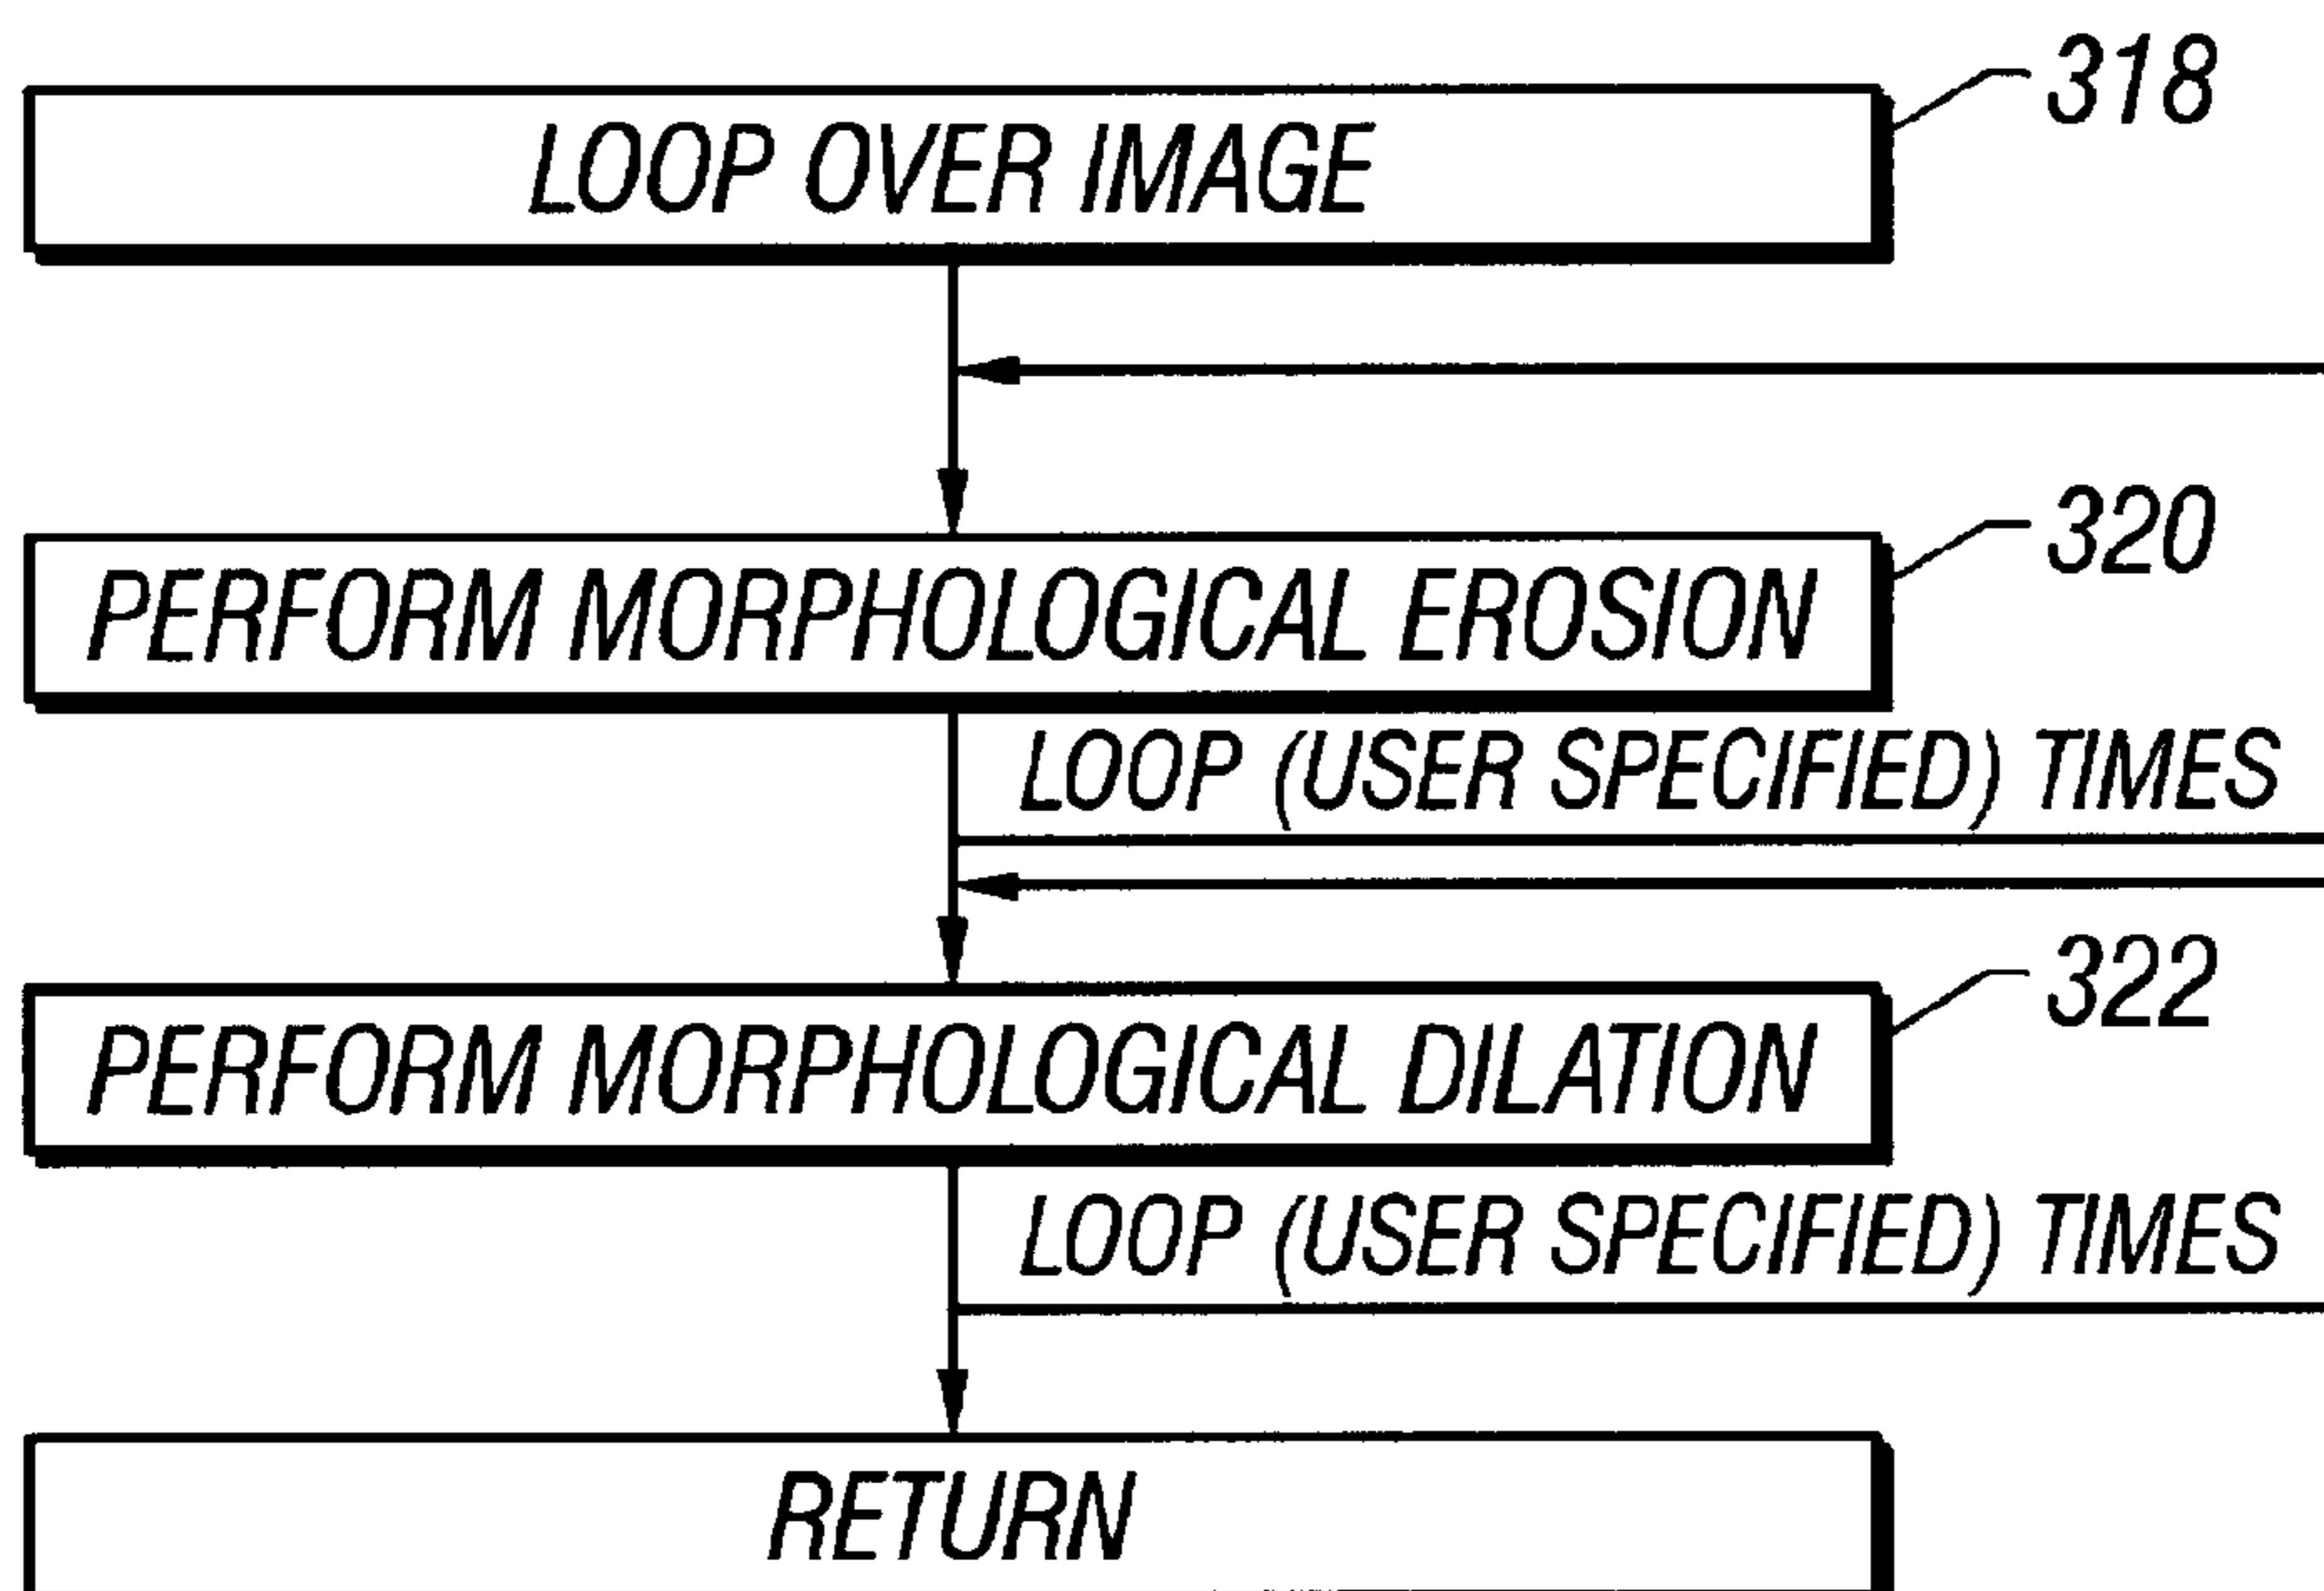 318
LOOP OVER IMAGE
320
PERFORM MORPHOLOGICAL EROSION
LOOP (USER SPECIFIED) TIMES
322
PERFORM MORPHOLOGICAL DILATION
LOOP (USER SPECIFIED) TIMES
RETURN